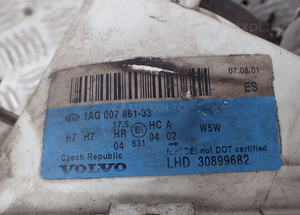 07.06.01
ES
1AG 007 861-33
17.5 E HC A
H7 H7 HR 04 02 W5W
04 631
Czech Republic not DOT certified
VOLVO LHD 30899682